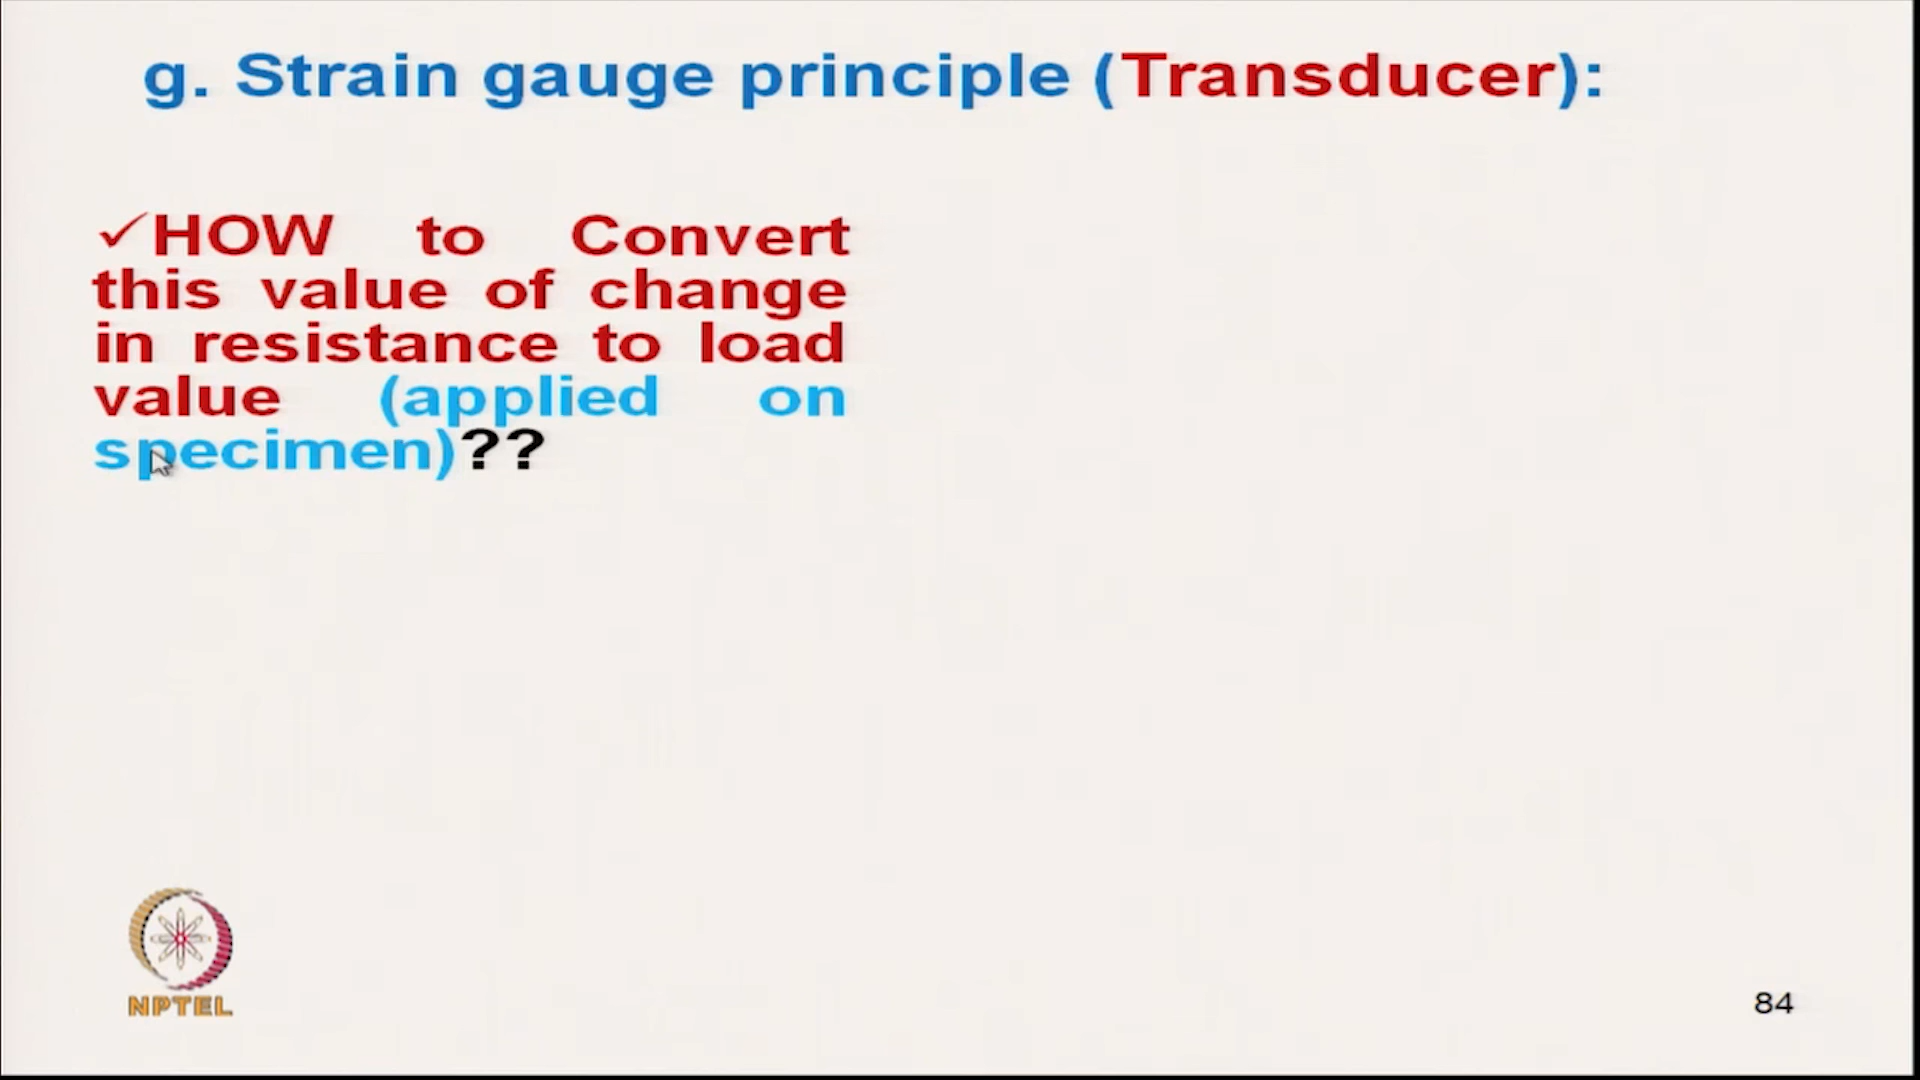 g. Strain gauge principle (Transducer):
✓HOW to Convert
this value of change
in resistance to load
value (applied on
specimen)??
NPTEL
84